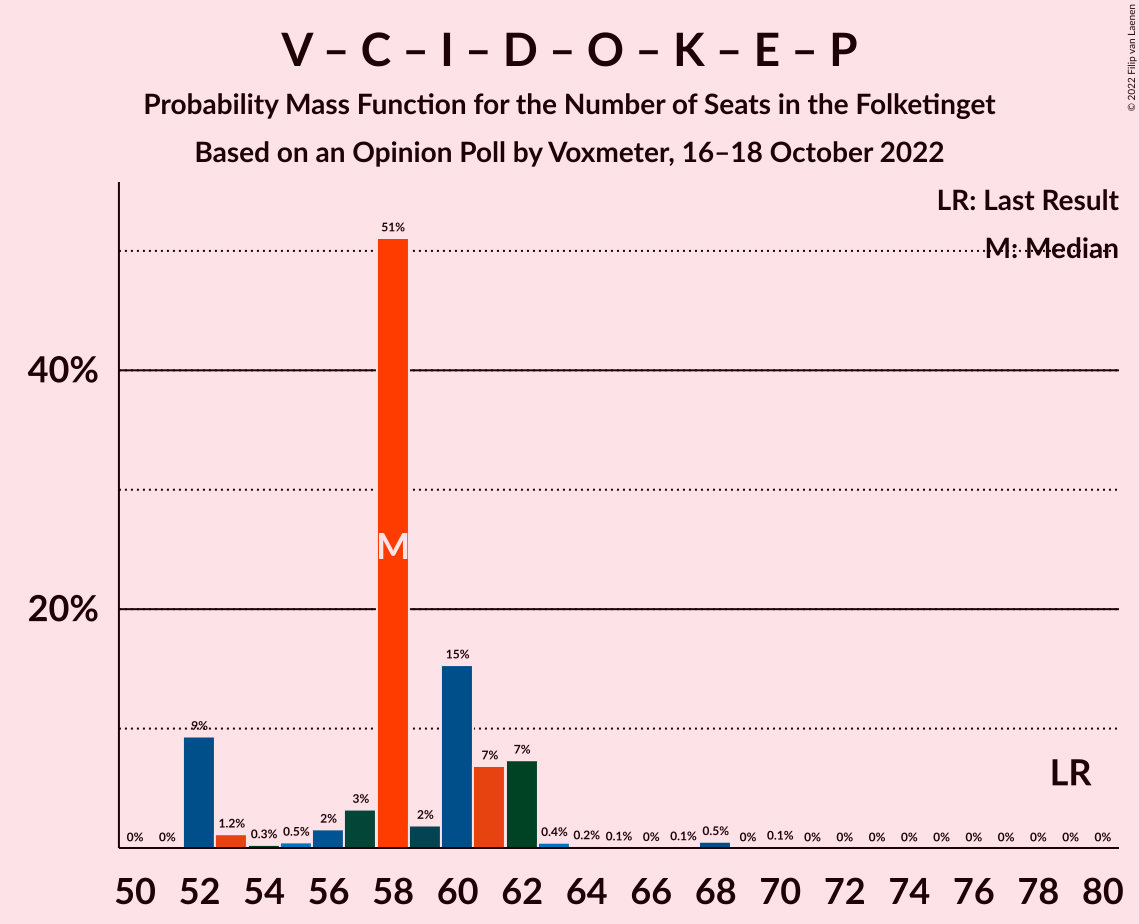 V – C – I – D – O – K – E – P
Probability Mass Function for the Number of Seats in the Folketinget
Based on an Opinion Poll by Voxmeter, 16–18 October 2022
© 2022 Filip van Laenen
LR: Last Result
M: Median
40%
20%
0% 0% 9% 1.2% 0.3% 0.5% 2% 3% 51% 2% 15% 7% 7% 0.4% 0.2% 0.1% 0% 0.1% 0.5% 0% 0.1% 0% 0% 0% 0% 0% 0% 0% 0% 0% 0%
M
LR
50 52 54 56 58 60 62 64 66 68 70 72 74 76 78 80